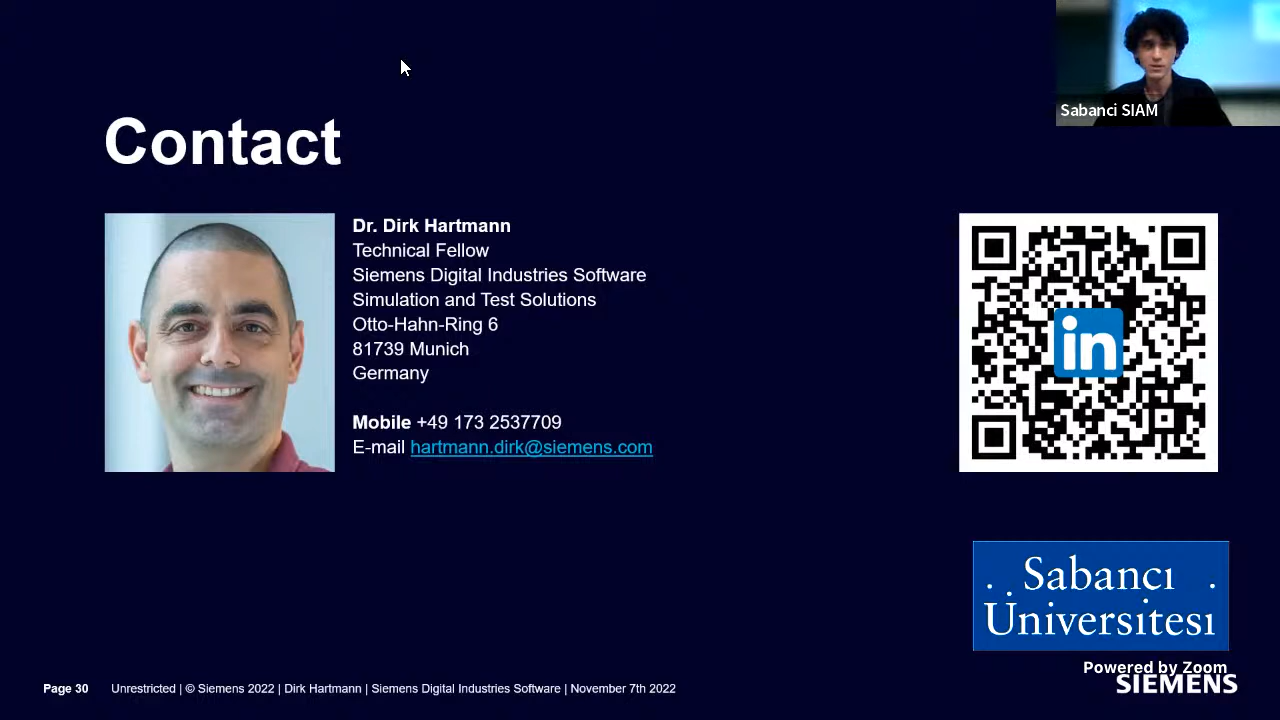 Sabanci SIAM
Contact
Dr. Dirk Hartmann
Technical Fellow
Siemens Digital Industries Software
Simulation and Test Solutions
Otto-Hahn-Ring 6
81739 Munich
Germany
Mobile +49 173 2537709
E-mail hartmann.dirk@siemens.com
in
Sabancı
Üniversitesi
Powered by Zoom
SIEMENS
Page 30 Unrestricted | © Siemens 2022 | Dirk Hartmann | Siemens Digital Industries Software | November 7th 2022